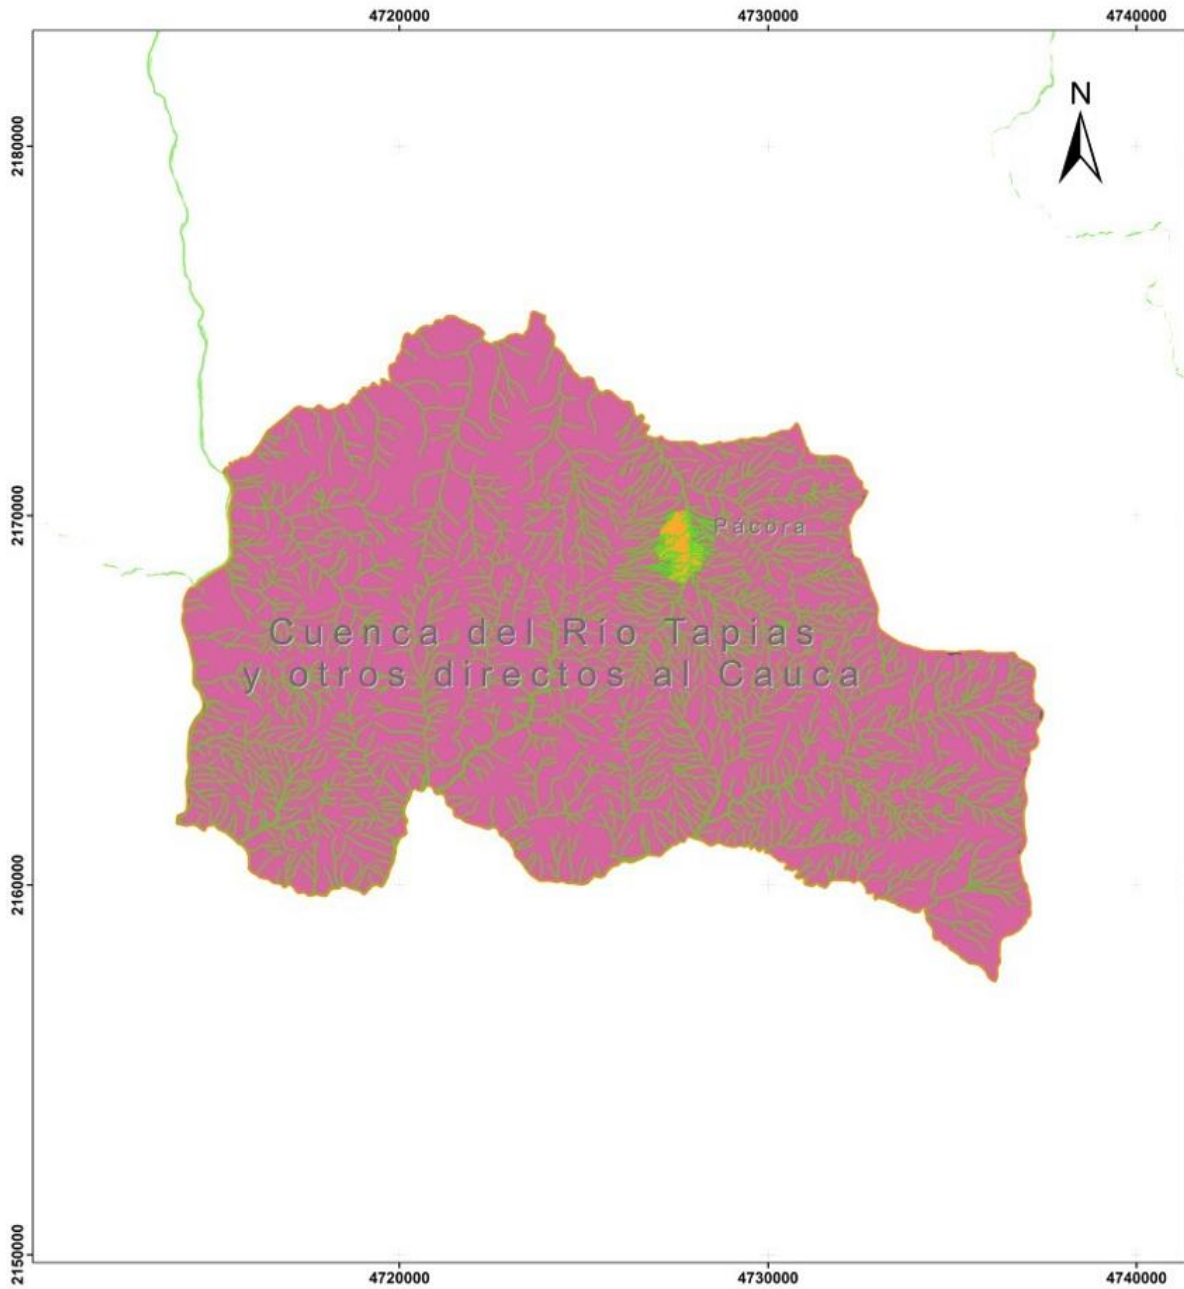 4720000 4730000 4740000
N
2180000
2170000
Pácora
Cuenca del Río Tapias
y otros directos al Cauca
2160000
2150000
4720000 4730000 4740000